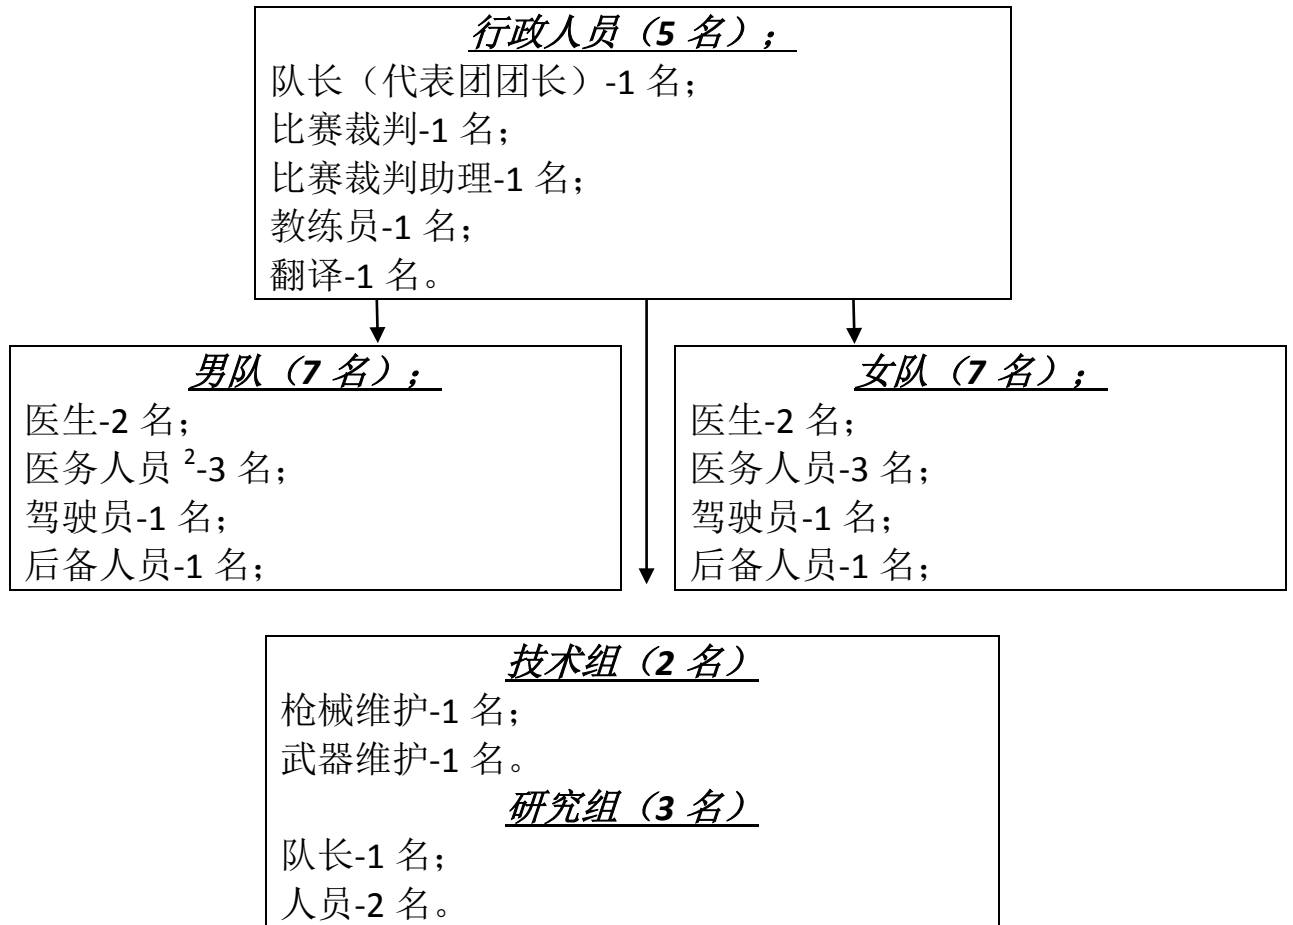 行政人员（5 名）；
队长（代表团团长）-1 名；
比赛裁判-1 名；
比赛裁判助理-1 名；
教练员-1 名；
翻译-1 名。
男队（7 名）；
医生-2 名；
医务人员 ²-3 名；
驾驶员-1 名；
后备人员-1 名；
女队（7 名）；
医生-2 名；
医务人员-3 名；
驾驶员-1 名；
后备人员-1 名；
技术组（2 名）
枪械维护-1 名；
武器维护-1 名。
研究组（3 名）
队长-1 名；
人员-2 名。